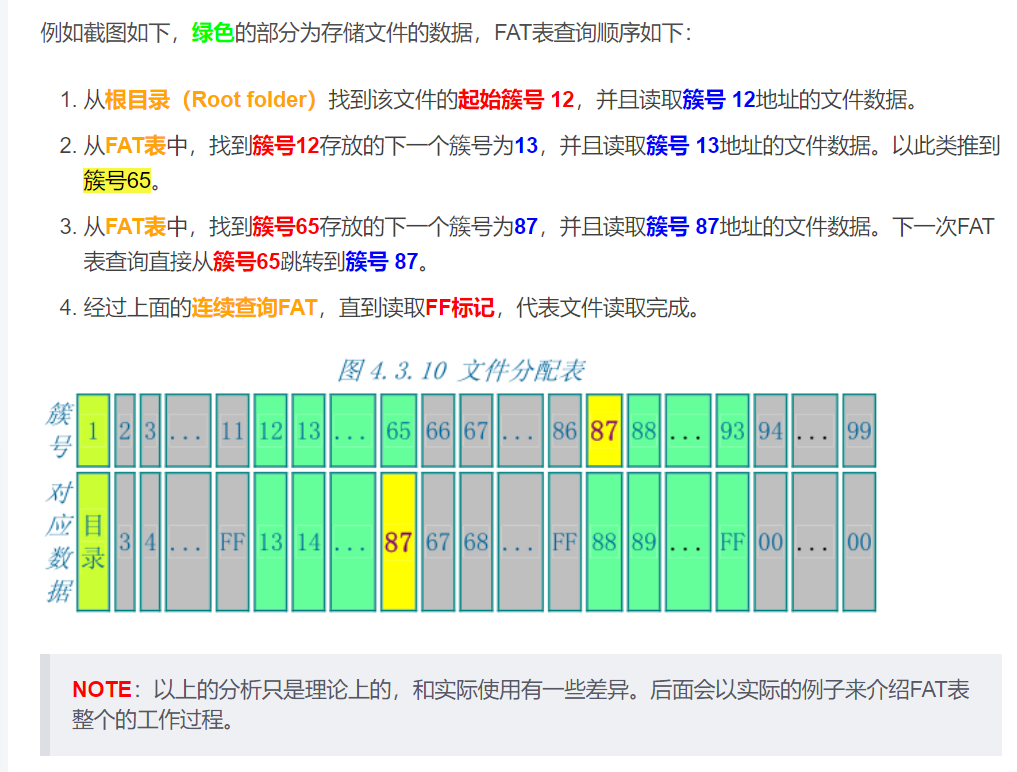 例如截图如下，绿色的部分为存储文件的数据，FAT表查询顺序如下：
1. 从根目录（Root folder）找到该文件的起始簇号 12，并且读取簇号 12地址的文件数据。
2. 从FAT表中，找到簇号12存放的下一个簇号为13，并且读取簇号 13地址的文件数据。以此类推到
簇号65。
3. 从FAT表中，找到簇号65存放的下一个簇号为87，并且读取簇号 87地址的文件数据。下一次FAT
表查询直接从簇号65跳转到簇号 87。
4. 经过上面的连续查询FAT，直到读取FF标记，代表文件读取完成。
图 4.3.10 文件分配表
簇号 1 2 3 ... 11 12 13 ... 65 66 67 ... 86 87 88 ... 93 94 ... 99
对应数据 目录 3 4 ... FF 13 14 ... 87 67 68 ... FF 88 89 ... FF 00 ... 00
NOTE：以上的分析只是理论上的，和实际使用有一些差异。后面会以实际的例子来介绍FAT表
整个的工作过程。